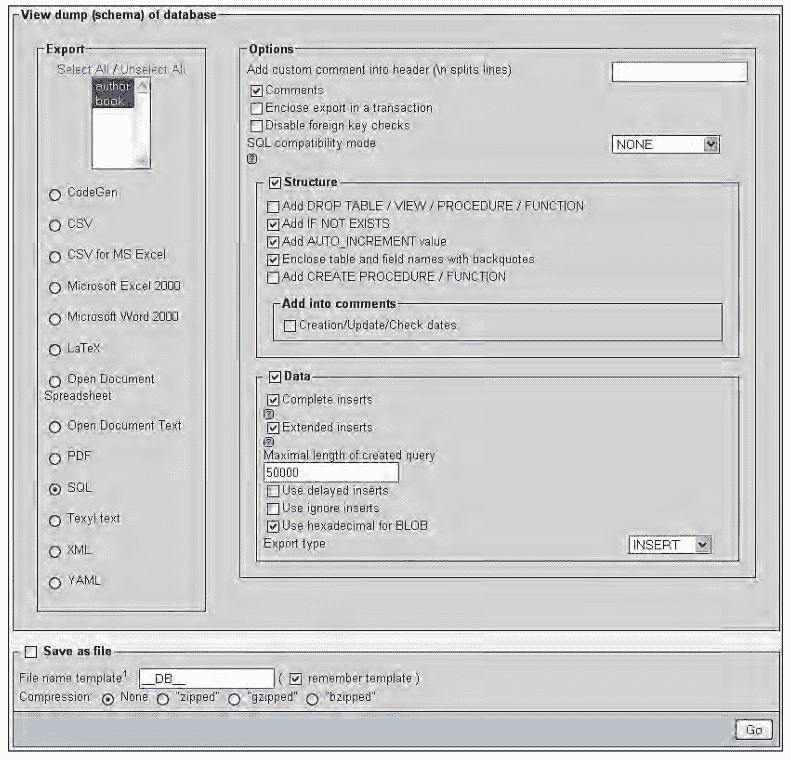 View dump (schema) of database
Export
Select All / Unselect All
author
book
CodeGen
CSV
CSV for MS Excel
Microsoft Excel 2000
Microsoft Word 2000
LaTeX
Open Document
Spreadsheet
Open Document Text
PDF
SQL
Texy! text
XML
YAML
Options
Add custom comment into header (\n splits lines)
Comments
Enclose export in a transaction
Disable foreign key checks
SQL compatibility mode
NONE
Structure
Add DROP TABLE / VIEW / PROCEDURE / FUNCTION
Add IF NOT EXISTS
Add AUTO_INCREMENT value
Enclose table and field names with backquotes
Add CREATE PROCEDURE / FUNCTION
Add into comments
Creation/Update/Check dates
Data
Complete inserts
Extended inserts
Maximal length of created query
50000
Use delayed inserts
Use ignore inserts
Use hexadecimal for BLOB
Export type
INSERT
Save as file
File name template1: __DB__ ( remember template )
Compression: None "zipped" "gzipped" "bzipped"
Go